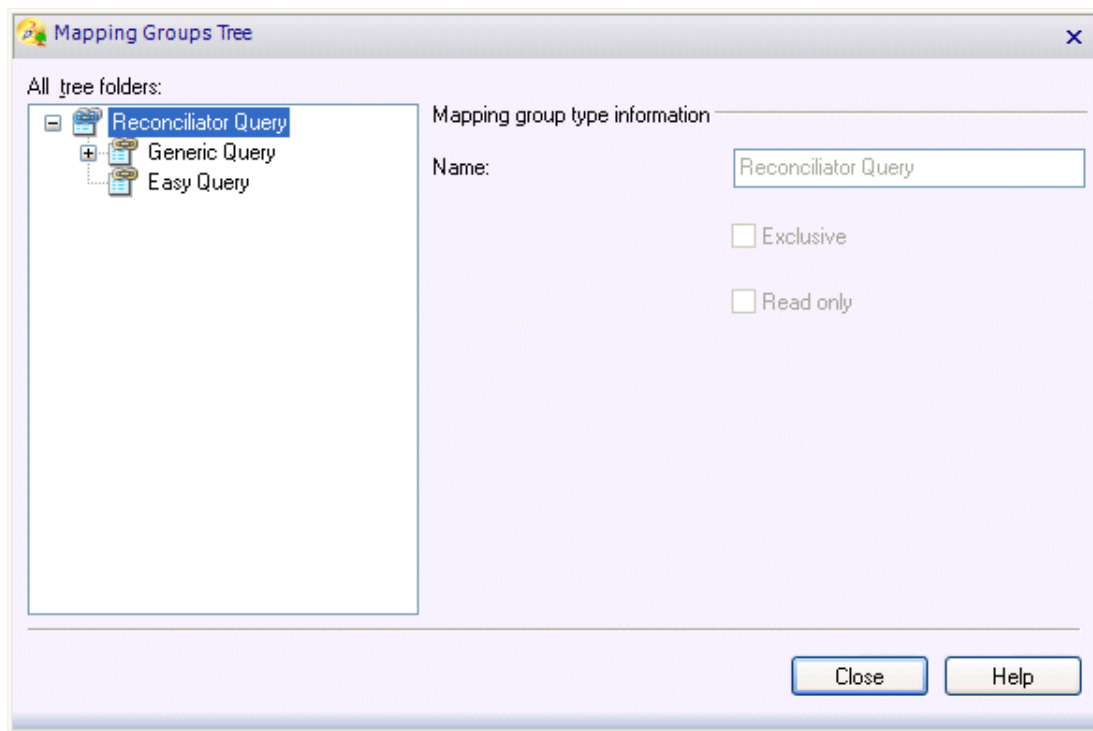 Mapping Groups Tree
All tree folders:
Reconciliator Query
Generic Query
Easy Query
Mapping group type information
Name:
Reconciliator Query
Exclusive
Read only
Close
Help